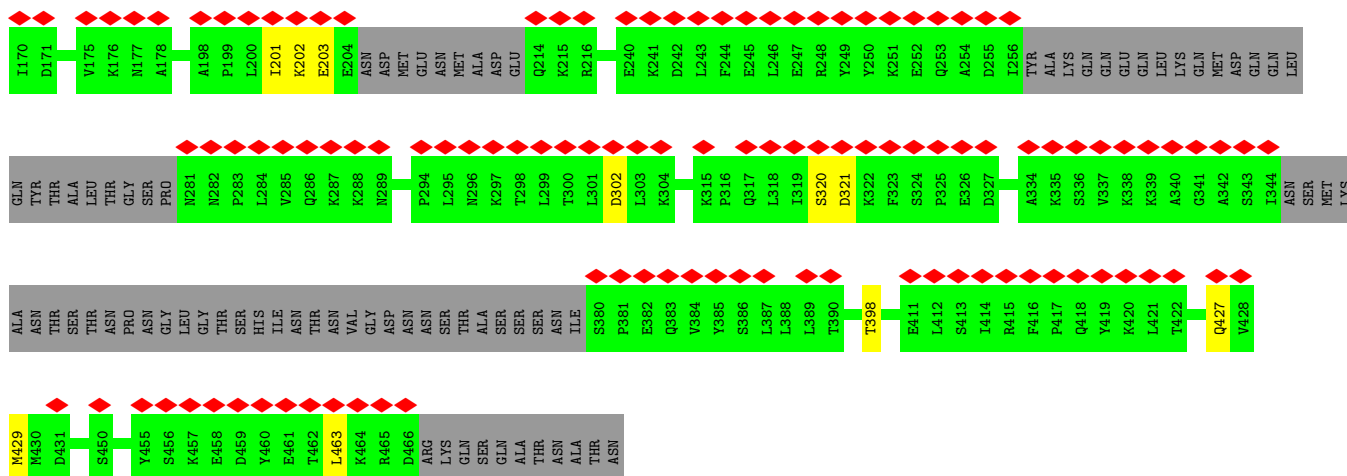 I170 D171 V175 K176 N177 A178 A198 P199 L200 I201 K202 E203 E204 ASN ASP MET GLU ASN MET ALA ASP GLU Q214 K215 R216 E240 K241 D242 L243 F244 E245 L246 E247 R248 Y249 Y250 K251 E252 Q253 A254 D255 I256 TYR ALA LYS GLN GLN GLU GLN LEU LYS GLN MET ASP GLN GLN LEU
GLN TYR THR ALA LEU THR GLY SER PRO N281 N282 P283 L284 V285 Q286 K287 K288 N289 P294 L295 N296 K297 T298 L299 T300 L301 D302 L303 K304 K315 P316 Q317 L318 I319 S320 D321 K322 F323 S324 P325 E326 D327 A334 K335 S336 V337 K338 K339 A340 G341 A342 S343 I344 ASN SER MET LYS
ALA ASN THR SER THR ASN PRO ASN GLY LEU GLY THR SER HIS ILE ASN THR ASN VAL GLY ASP ASN ASN SER THR ALA SER SER SER ASN ILE S380 P381 E382 Q383 V384 Y385 S386 L387 L388 L389 T390 T398 E411 L412 S413 I414 R415 F416 P417 Q418 Y419 K420 L421 T422 Q427 V428
M429 M430 D431 S450 Y455 S456 K457 E458 D459 Y460 E461 T462 L463 K464 R465 D466 ARG LYS GLN SER GLN ALA THR ASN ALA THR ASN